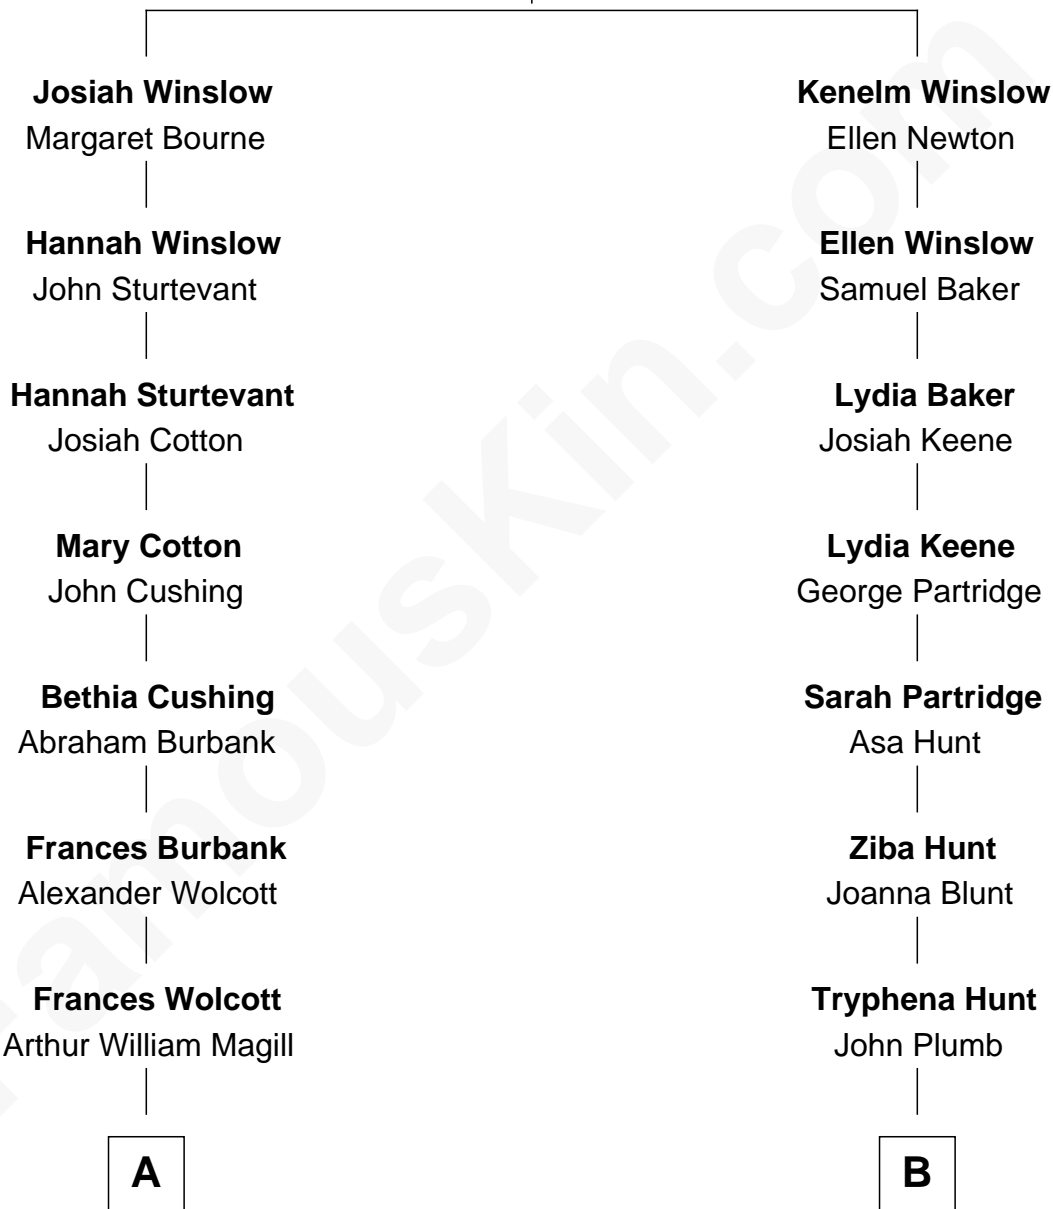 Josiah Winslow
Margaret Bourne
Hannah Winslow
John Sturtevant
Hannah Sturtevant
Josiah Cotton
Mary Cotton
John Cushing
Bethia Cushing
Abraham Burbank
Frances Burbank
Alexander Wolcott
Frances Wolcott
Arthur William Magill
A
Kenelm Winslow
Ellen Newton
Ellen Winslow
Samuel Baker
Lydia Baker
Josiah Keene
Lydia Keene
George Partridge
Sarah Partridge
Asa Hunt
Ziba Hunt
Joanna Blunt
Tryphena Hunt
John Plumb
B
FamousKin.com